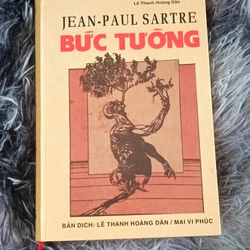 Lê Thanh Hoàng Dân
JEAN-PAUL SARTRE
BỨC TƯỜNG
BẢN DỊCH: LÊ THANH HOÀNG DÂN / MAI VI PHÚC